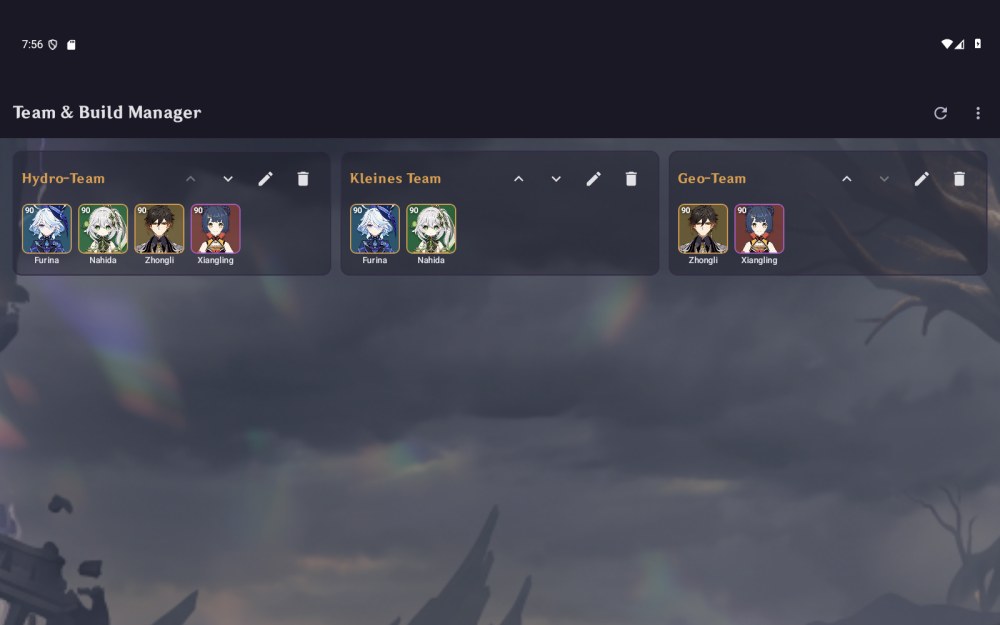 7:56
Team & Build Manager
Hydro-Team
90 90 90 90
Furina Nahida Zhongli Xiangling
Kleines Team
90 90
Furina Nahida
Geo-Team
90 90
Zhongli Xiangling